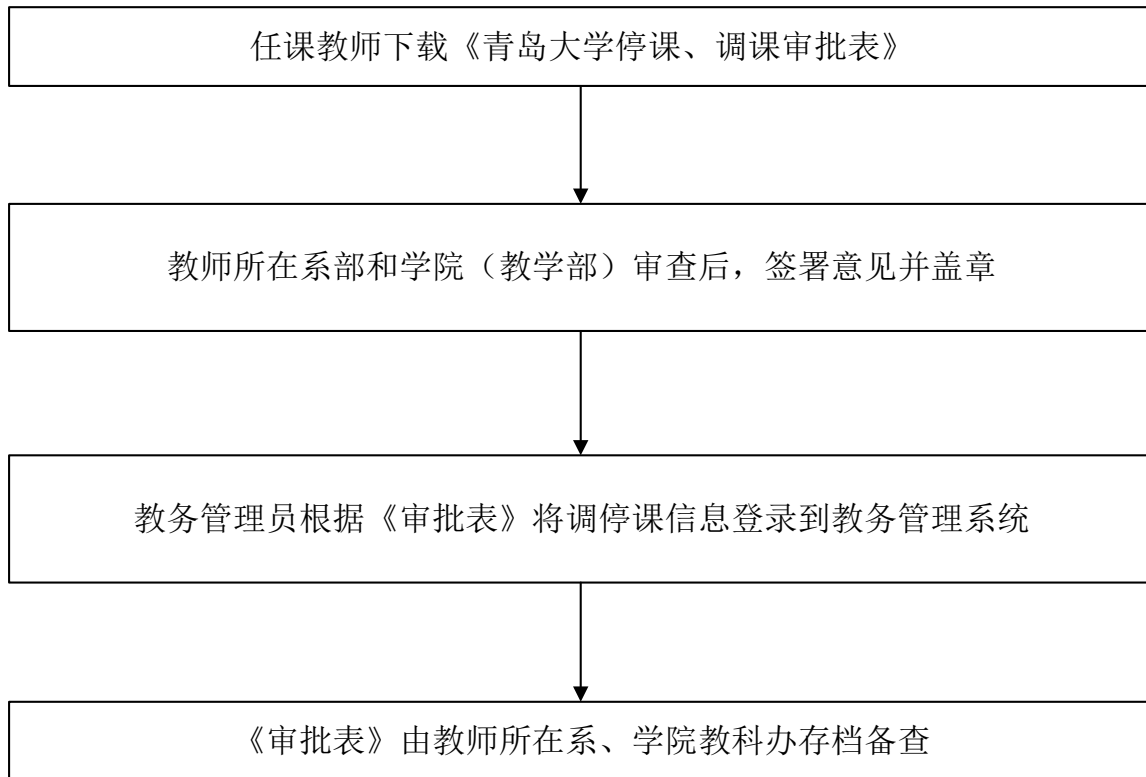 任课教师下载《青岛大学停课、调课审批表》
教师所在系部和学院（教学部）审查后，签署意见并盖章
教务管理员根据《审批表》将调停课信息登录到教务管理系统
《审批表》由教师所在系、学院教科办存档备查